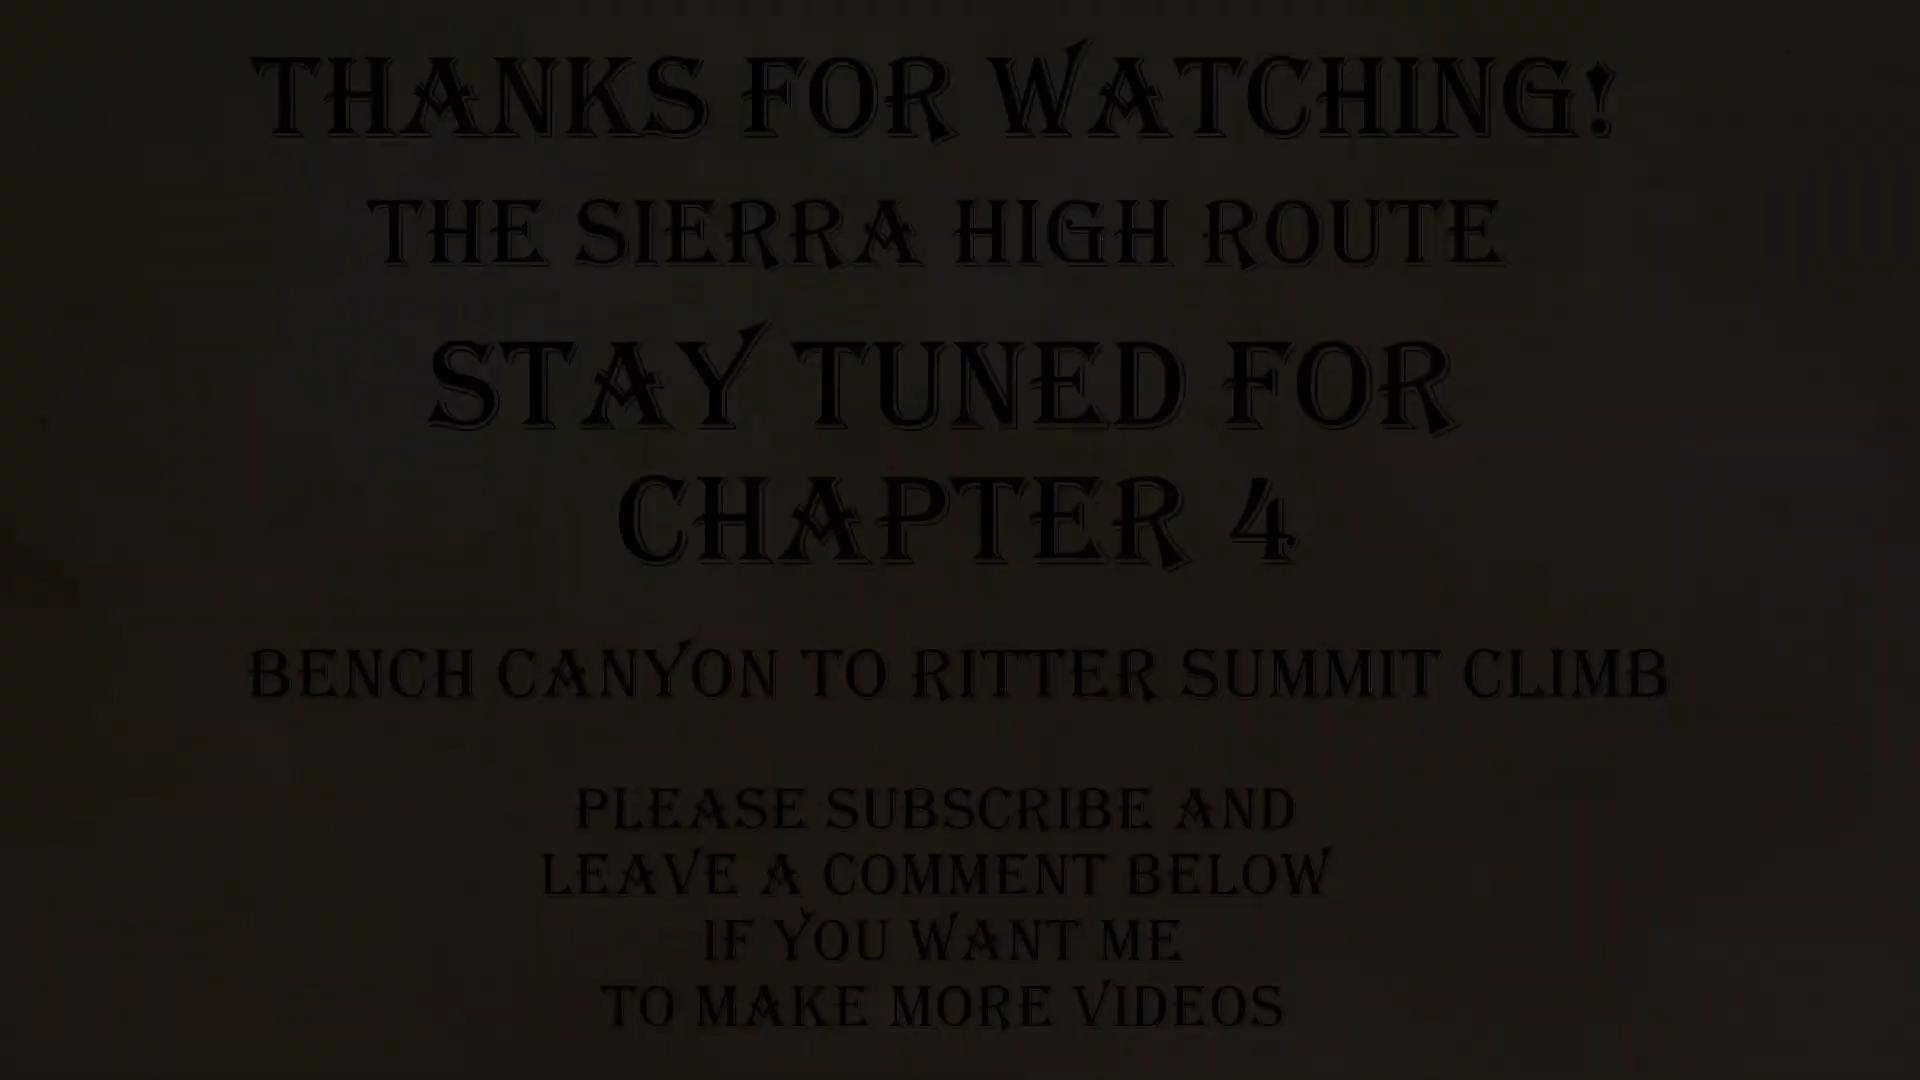 THANKS FOR WATCHING!
THE SIERRA HIGH ROUTE
STAY TUNED FOR
CHAPTER 4
BENCH CANYON TO RITTER SUMMIT CLIMB
PLEASE SUBSCRIBE AND
LEAVE A COMMENT BELOW
IF YOU WANT ME
TO MAKE MORE VIDEOS